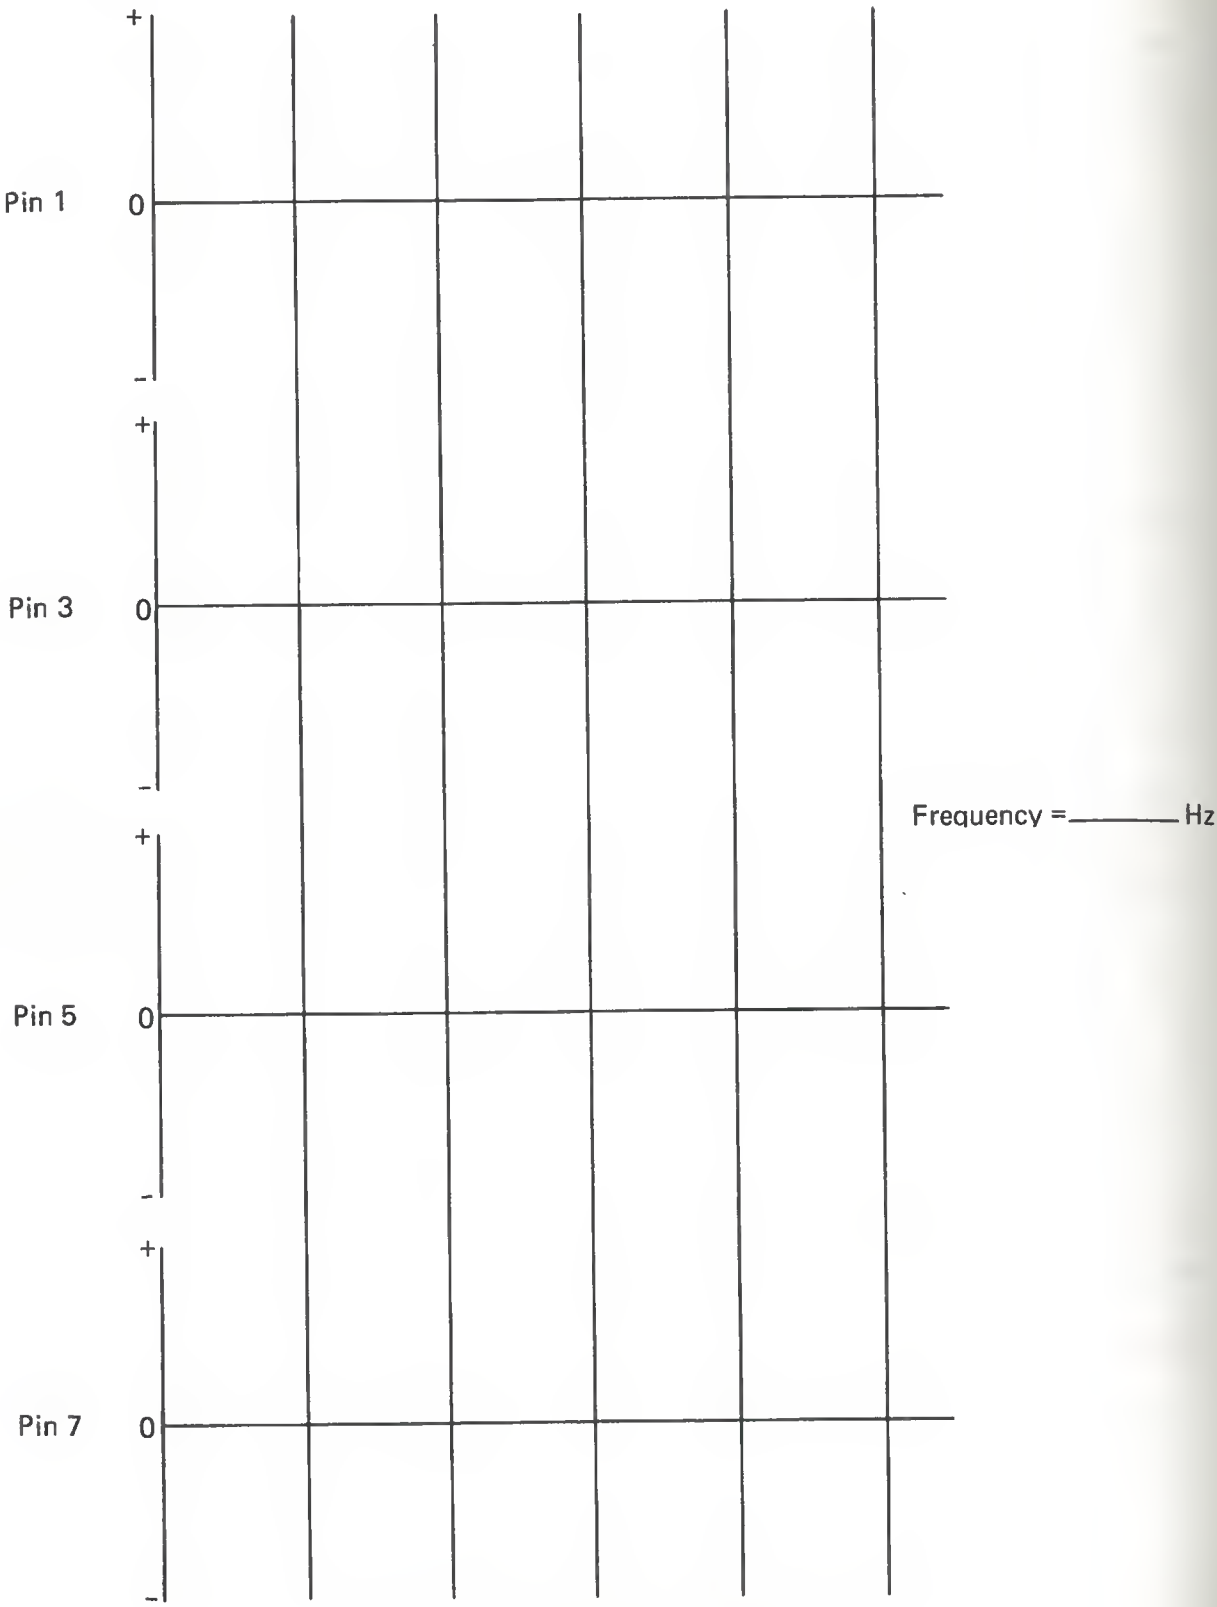 +
Pin 1 0
-
+
Pin 3 0
-
Frequency = ______ Hz
+
Pin 5 0
-
+
Pin 7 0
-